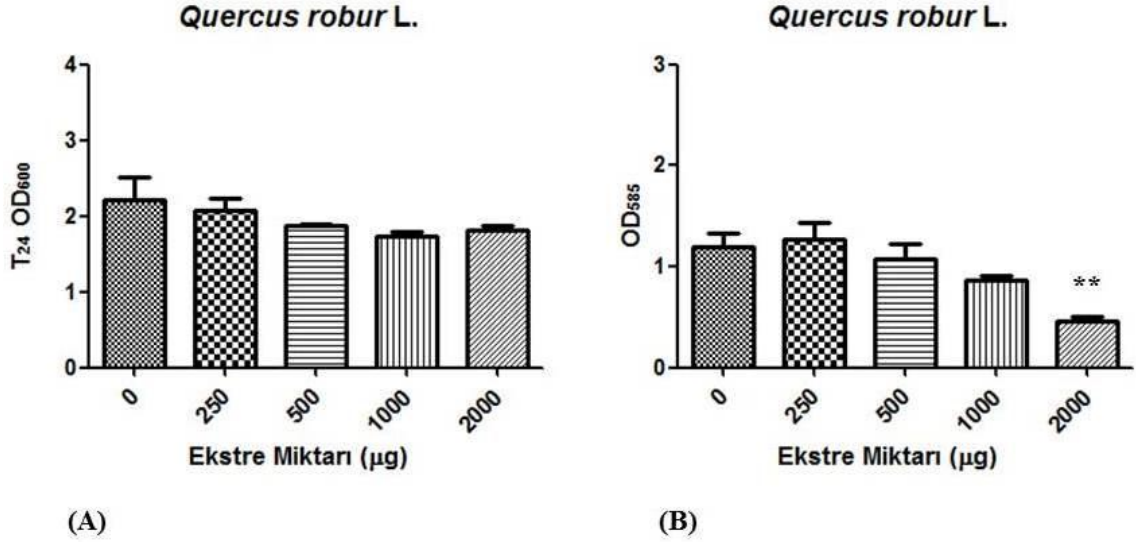 Quercus robur L.
4
3
2
1
0
T24 OD600
0
250
500
1000
2000
Ekstre Miktarı (μg)
(A)
Quercus robur L.
3
2
1
0
OD585
**
0
250
500
1000
2000
Ekstre Miktarı (μg)
(B)